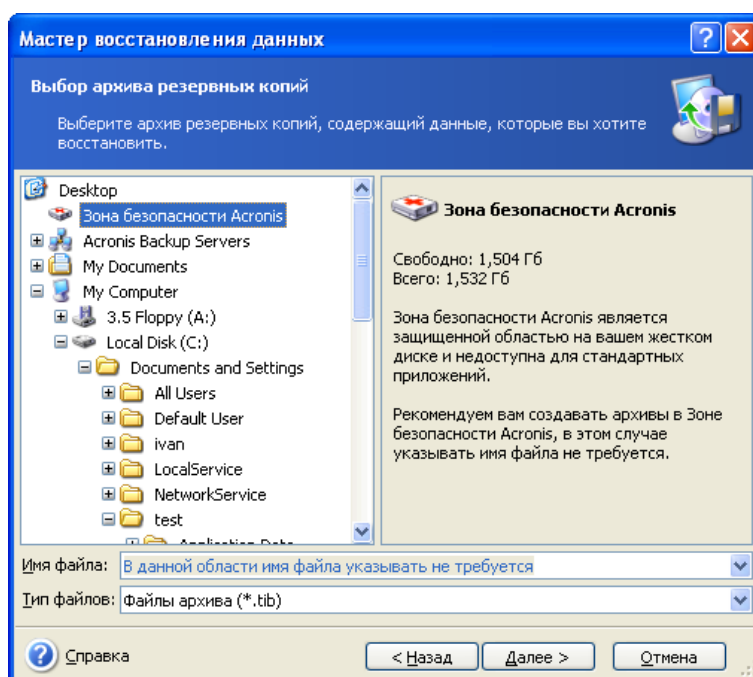 Мастер восстановления данных
Выбор архива резервных копий
Выберите архив резервных копий, содержащий данные, которые вы хотите
восстановить.
Desktop
Зона безопасности Acronis
Acronis Backup Servers
My Documents
My Computer
3.5 Floppy (A:)
Local Disk (C:)
Documents and Settings
All Users
Default User
ivan
LocalService
NetworkService
test
Application Data
Зона безопасности Acronis
Свободно: 1,504 Гб
Всего: 1,532 Гб
Зона безопасности Acronis является
защищенной областью на вашем жестком
диске и недоступна для стандартных
приложений.
Рекомендуем вам создавать архивы в Зоне
безопасности Acronis, в этом случае
указывать имя файла не требуется.
Имя файла: В данной области имя файла указывать не требуется
Тип файлов: Файлы архива (*.tib)
Справка
< Назад
Далее >
Отмена